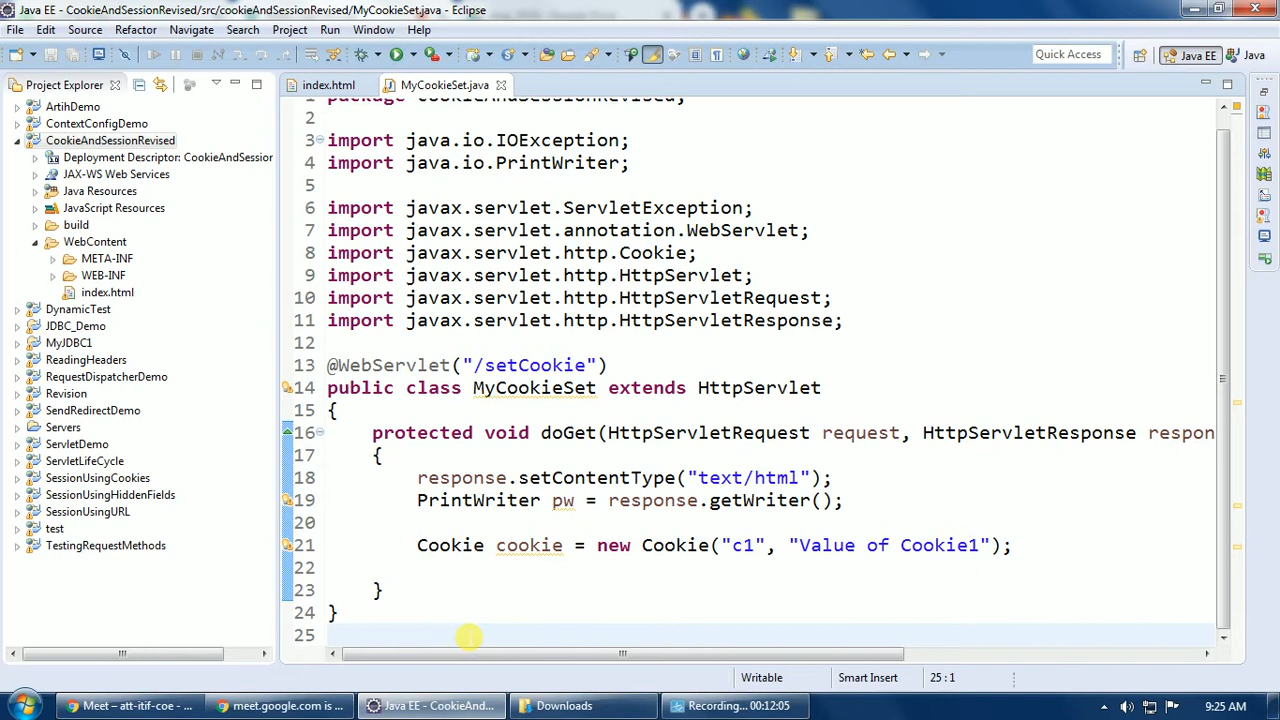 Java EE - CookieAndSessionRevised/src/cookieAndSessionRevised/MyCookieSet.java - Eclipse
File Edit Source Refactor Navigate Search Project Run Window Help
Quick Access Java EE Java
Project Explorer
ArtihDemo
ContextConfigDemo
CookieAndSessionRevised
Deployment Descriptor: CookieAndSession
JAX-WS Web Services
Java Resources
JavaScript Resources
build
WebContent
META-INF
WEB-INF
index.html
DynamicTest
JDBC_Demo
MyJDBC1
ReadingHeaders
RequestDispatcherDemo
Revision
SendRedirectDemo
Servers
ServletDemo
ServletLifeCycle
SessionUsingCookies
SessionUsingHiddenFields
SessionUsingURL
test
TestingRequestMethods
index.html MyCookieSet.java
1 package cookieAndSessionRevised;
2
3 import java.io.IOException;
4 import java.io.PrintWriter;
5
6 import javax.servlet.ServletException;
7 import javax.servlet.annotation.WebServlet;
8 import javax.servlet.http.Cookie;
9 import javax.servlet.http.HttpServlet;
10 import javax.servlet.http.HttpServletRequest;
11 import javax.servlet.http.HttpServletResponse;
12
13 @WebServlet("/setCookie")
14 public class MyCookieSet extends HttpServlet
15 {
16 protected void doGet(HttpServletRequest request, HttpServletResponse respon
17 {
18 response.setContentType("text/html");
19 PrintWriter pw = response.getWriter();
20
21 Cookie cookie = new Cookie("c1", "Value of Cookie1");
22
23 }
24 }
25
Writable Smart Insert 25 : 1
Meet – att-itif-coe - ... meet.google.com is ... Java EE - CookieAnd... Downloads Recording... 00:12:05 9:25 AM